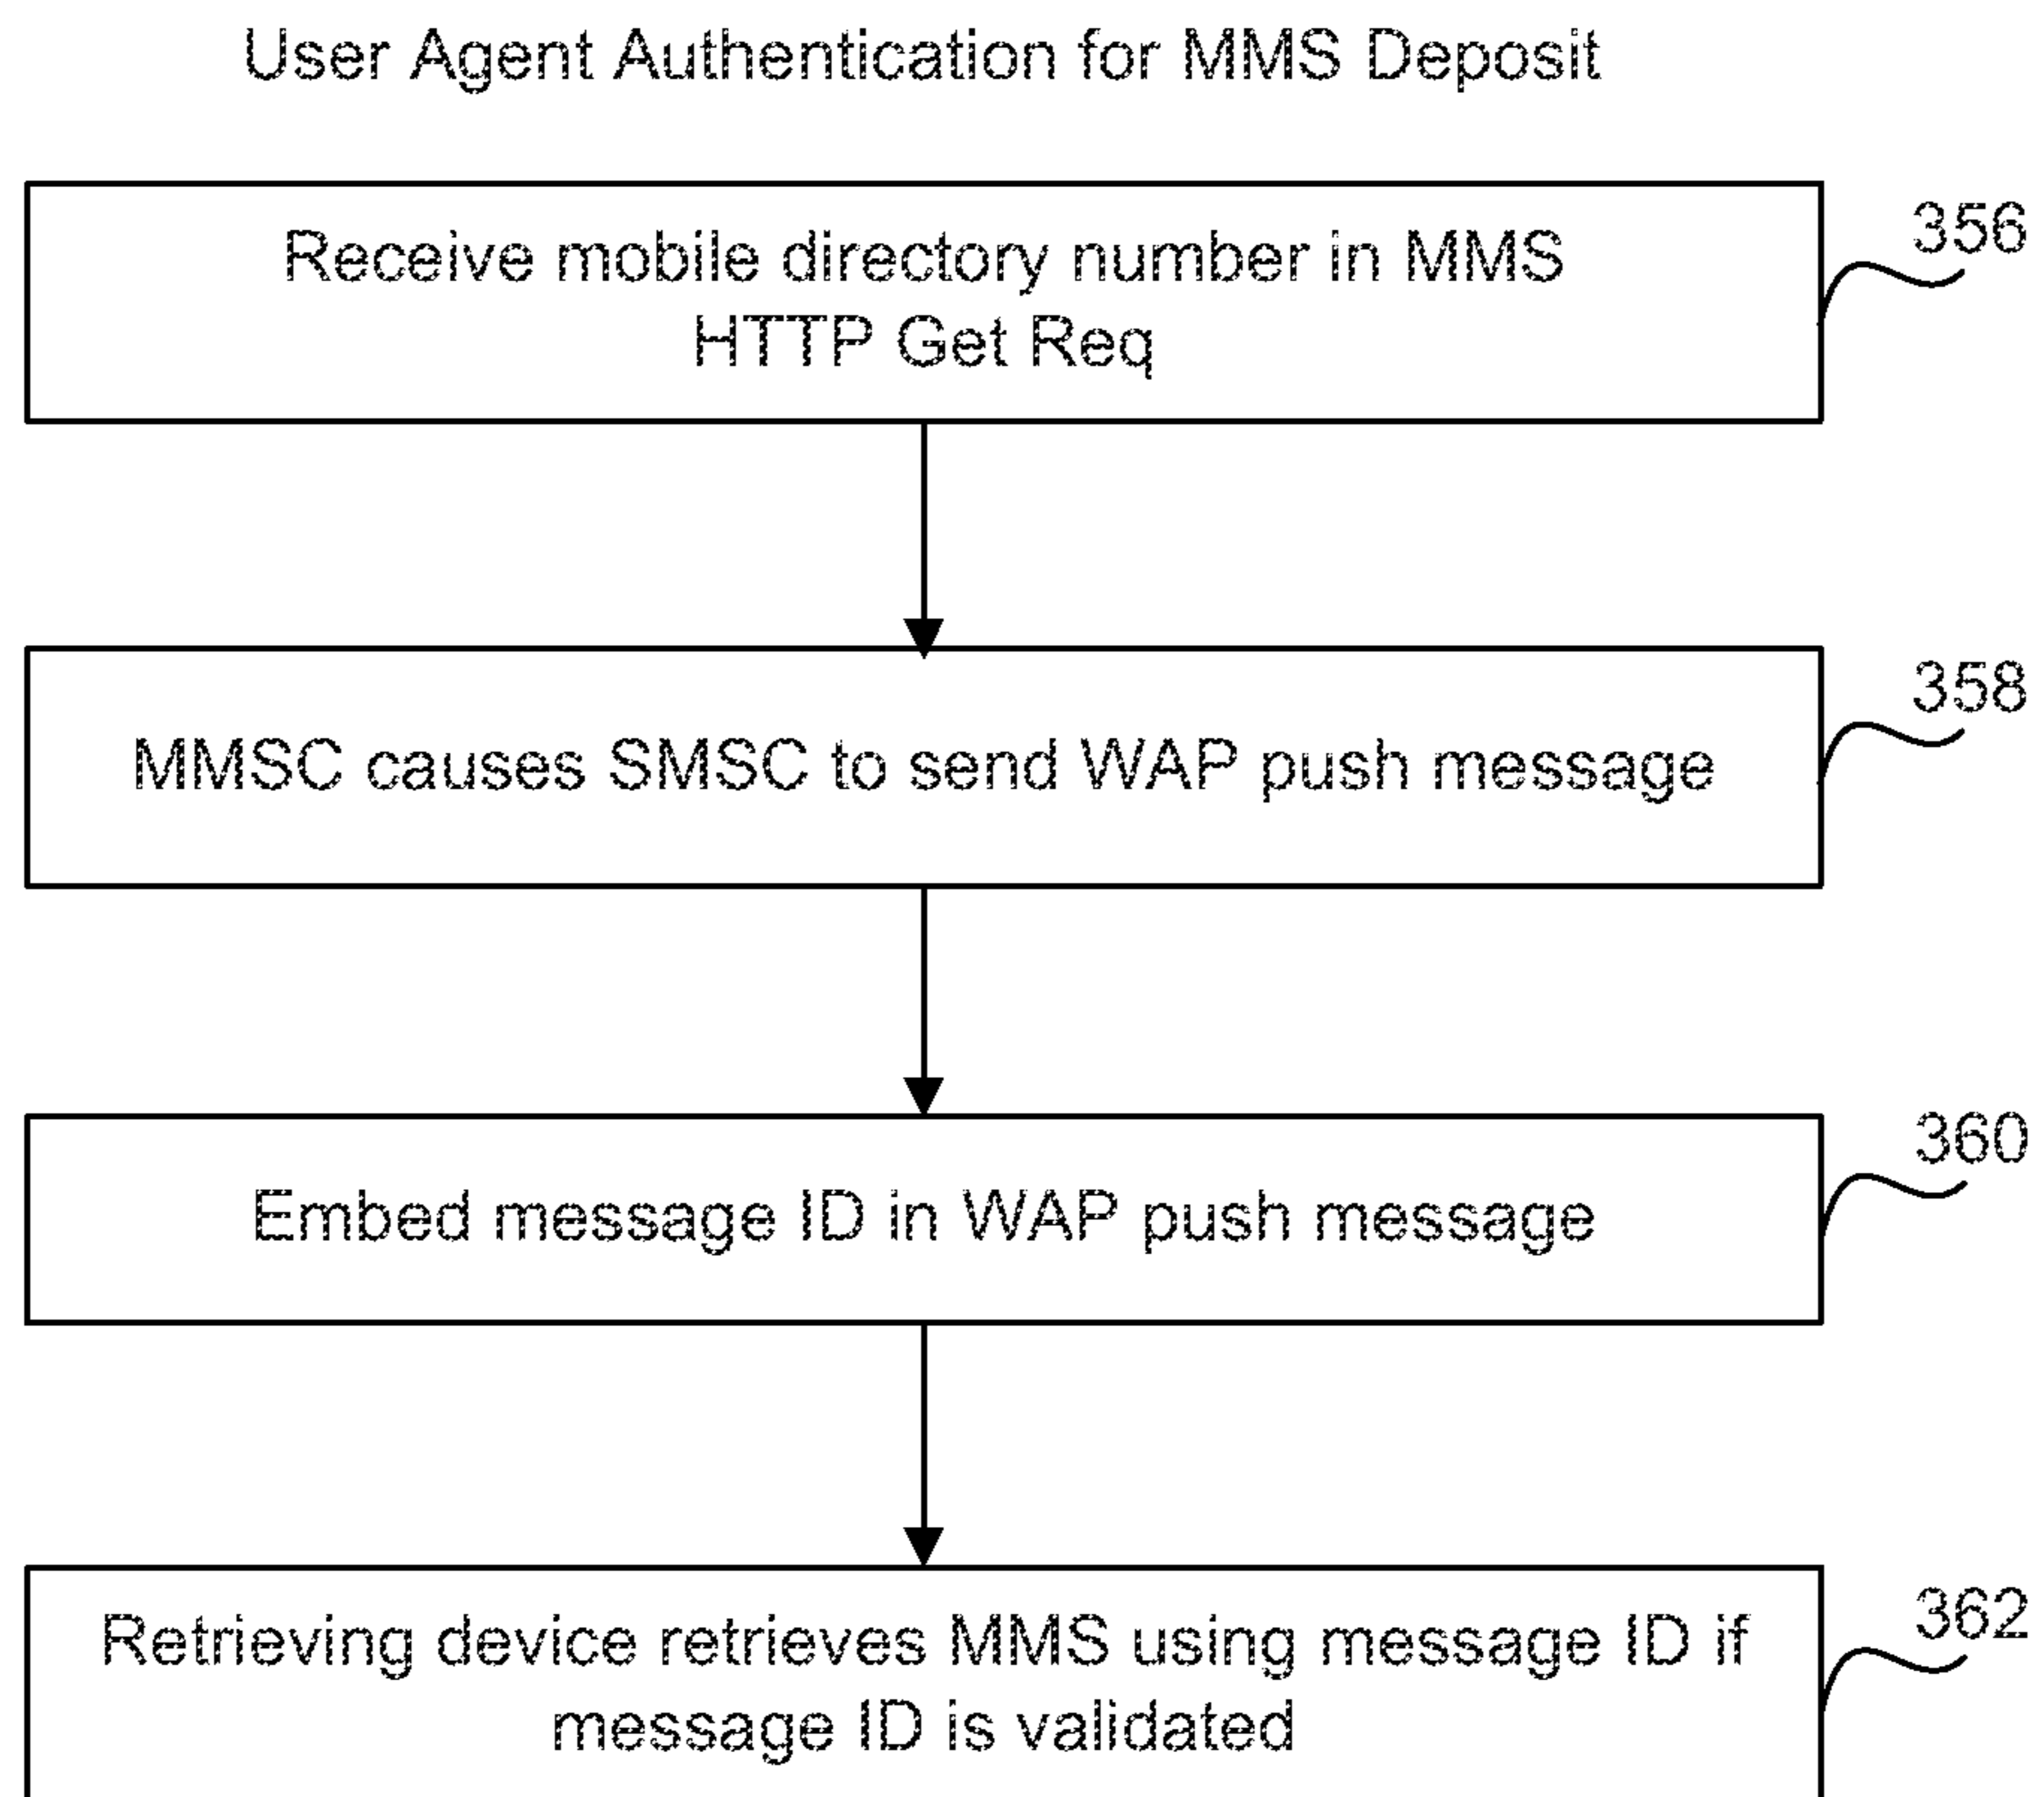 User Agent Authentication for MMS Deposit
Receive mobile directory number in MMS
HTTP Get Req
356
MMSC causes SMSC to send WAP push message
358
Embed message ID in WAP push message
360
Retrieving device retrieves MMS using message ID if
message ID is validated
362